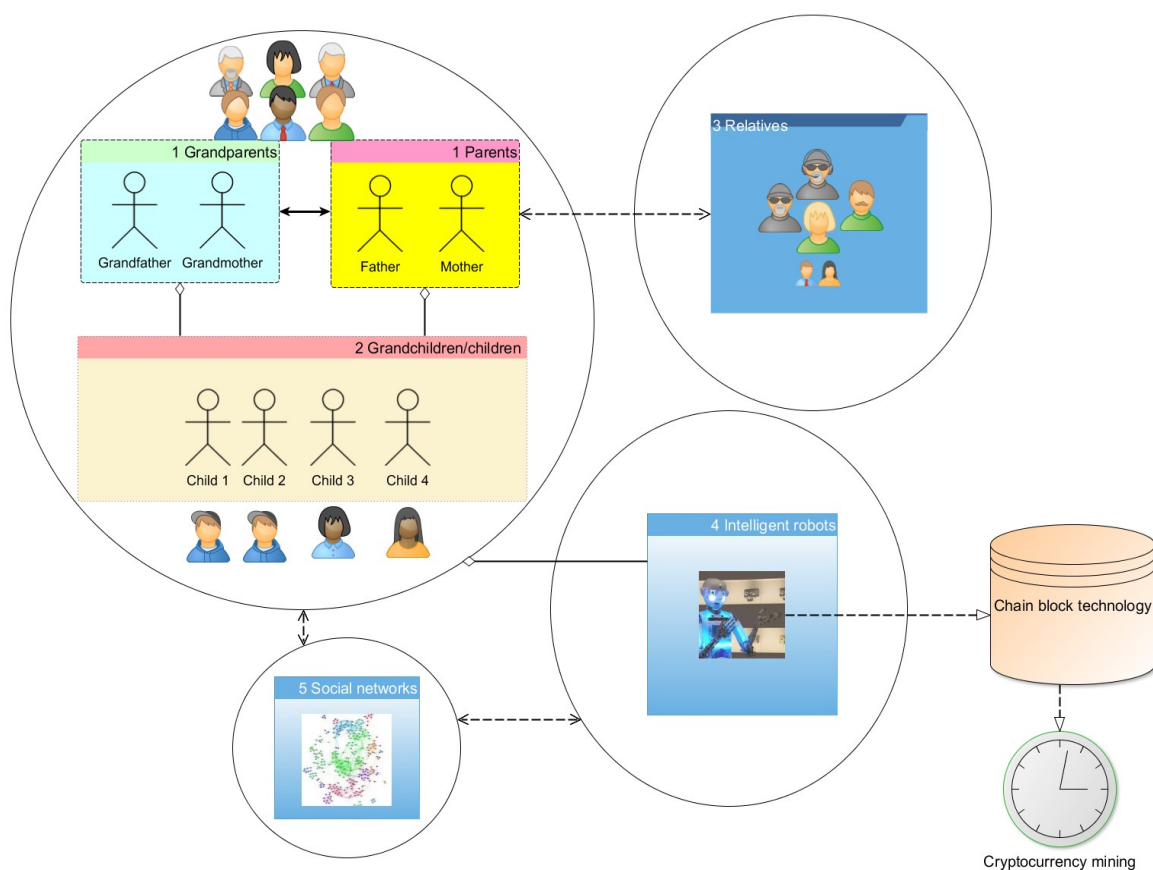 1 Grandparents
1 Parents
Grandfather
Grandmother
Father
Mother
3 Relatives
2 Grandchildren/children
Child 1
Child 2
Child 3
Child 4
4 Intelligent robots
Chain block technology
5 Social networks
Cryptocurrency mining